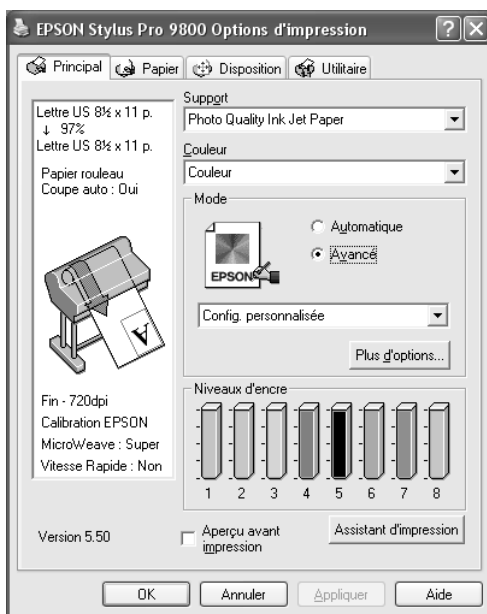 EPSON Stylus Pro 9800 Options d'impression
Principal
Papier
Disposition
Utilitaire
Lettre US 8½ x 11 p.
↓ 97%
Lettre US 8½ x 11 p.
Papier rouleau
Coupe auto : Oui
A
Fin - 720dpi
Calibration EPSON
MicroWeave : Super
Vitesse Rapide : Non
Version 5.50
Support
Photo Quality Ink Jet Paper
Couleur
Couleur
Mode
EPSON
Automatique
Avancé
Config. personnalisée
Plus d'options...
Niveaux d'encre
1 2 3 4 5 6 7 8
Aperçu avant
impression
Assistant d'impression
OK
Annuler
Appliquer
Aide